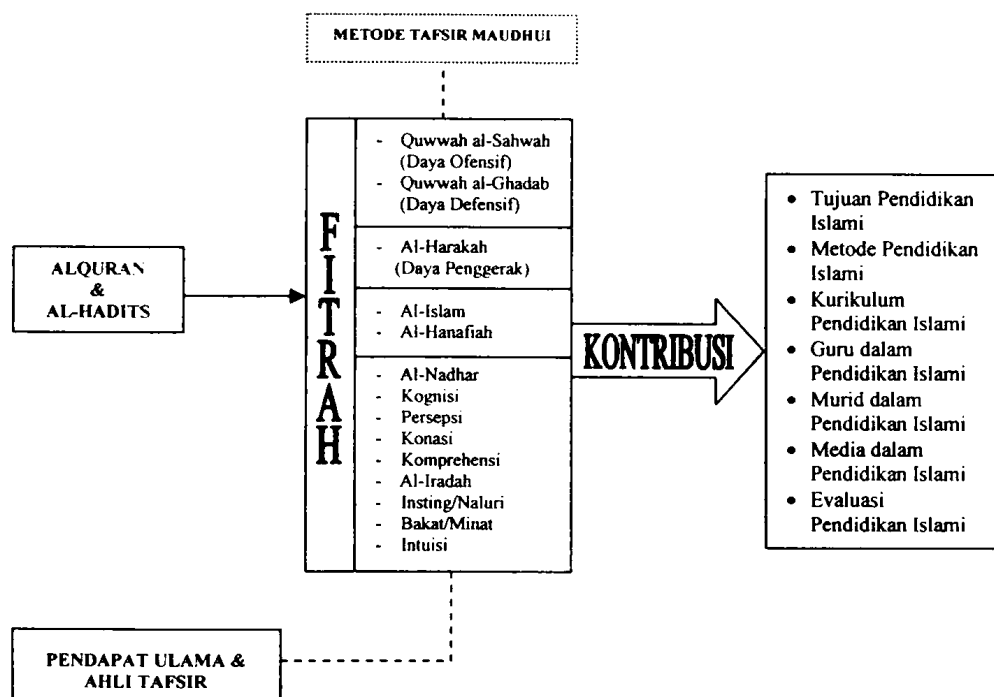 METODE TAFSIR MAUDHUI
ALQURAN
&
AL-HADITS
FITRAH
- Quwwah al-Sahwah
(Daya Ofensif)
- Quwwah al-Ghadab
(Daya Defensif)
- Al-Harakah
(Daya Penggerak)
- Al-Islam
- Al-Hanafiah
- Al-Nadhar
- Kognisi
- Persepsi
- Konasi
- Komprehensi
- Al-Iradah
- Insting/Naluri
- Bakat/Minat
- Intuisi
KONTRIBUSI
• Tujuan Pendidikan
Islami
• Metode Pendidikan
Islami
• Kurikulum
Pendidikan Islami
• Guru dalam
Pendidikan Islami
• Murid dalam
Pendidikan Islami
• Media dalam
Pendidikan Islami
• Evaluasi
Pendidikan Islami
PENDAPAT ULAMA &
AHLI TAFSIR